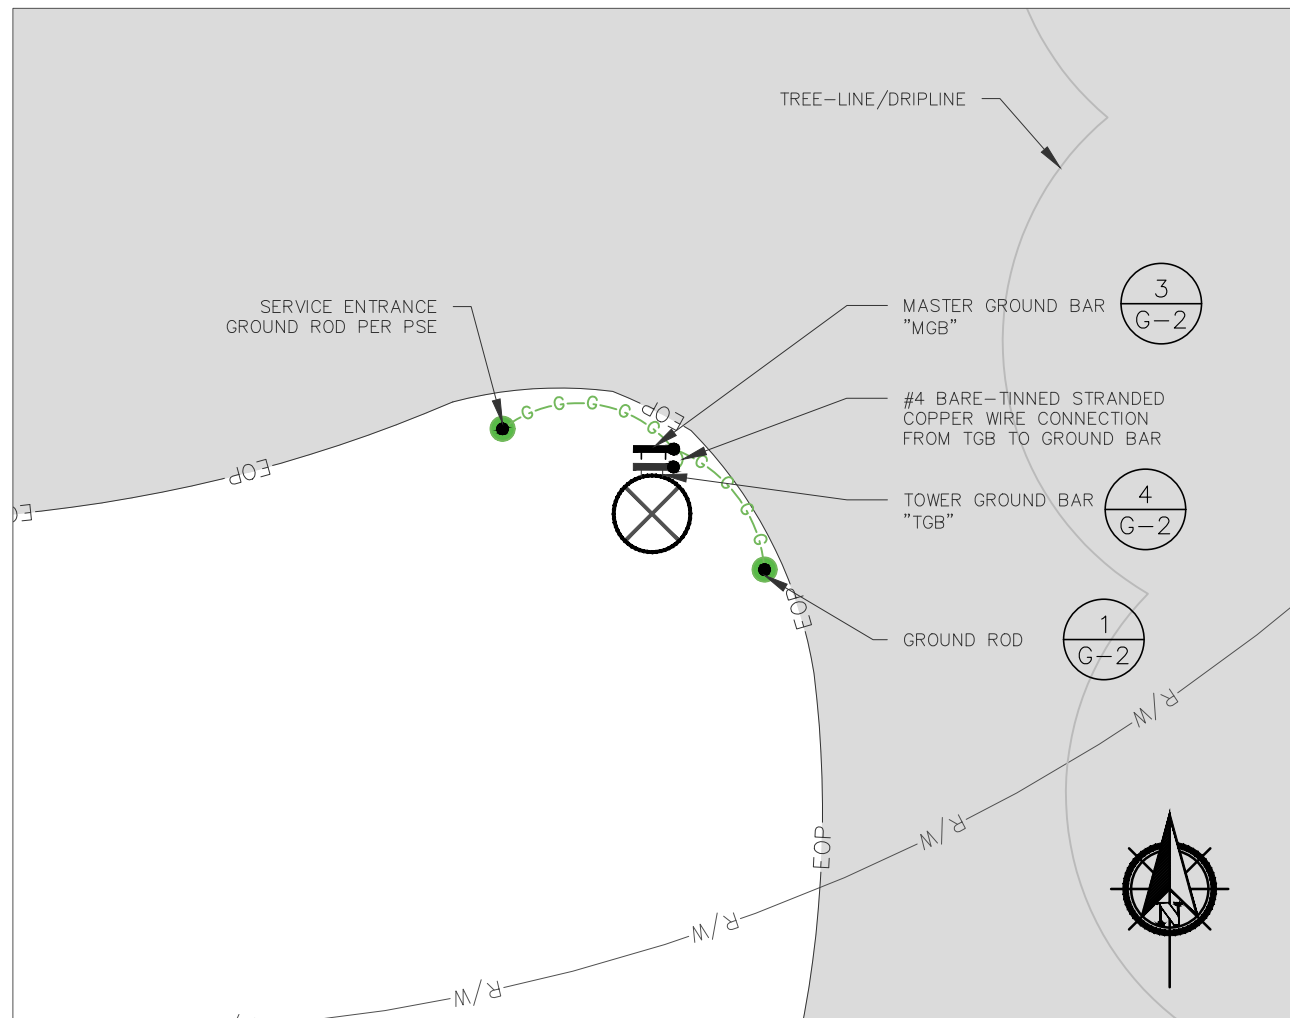 TREE-LINE/DRIPLINE
SERVICE ENTRANCE
GROUND ROD PER PSE
MASTER GROUND BAR
"MGB"
3
G-2
#4 BARE-TINNED STRANDED
COPPER WIRE CONNECTION
FROM TGB TO GROUND BAR
TOWER GROUND BAR
"TGB"
4
G-2
GROUND ROD
1
G-2
G
G
G
G
G
G
G
G
G
EOP
EOP
EOP
EOP
R/W
R/W
R/W
R/W
N